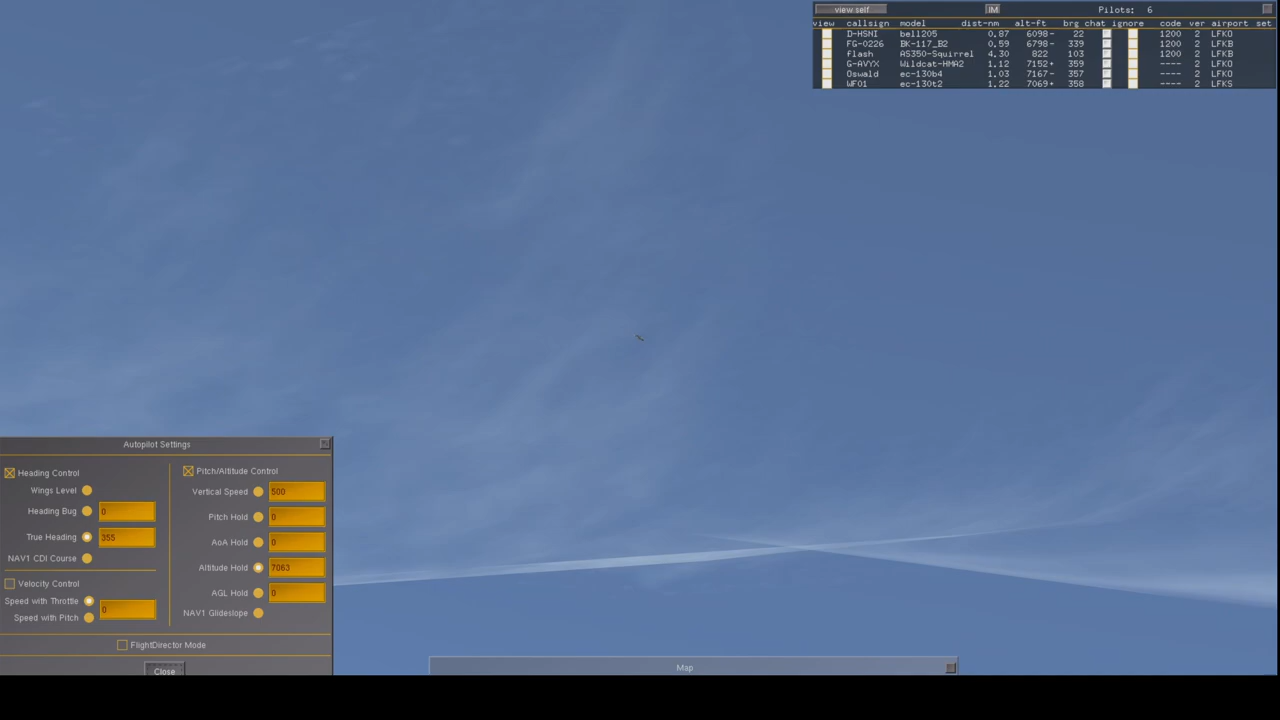 view self IM Pilots: 6
view callsign model dist-nm alt-ft brg chat ignore code ver airport set
D-HSNI bell205 0.87 6098- 22 1200 2 LFKO
FG-0226 BK-117_B2 0.59 6798- 339 1200 2 LFKB
flash AS350-Squirrel 4.30 822 103 1200 2 LFKB
G-AVYX Wildcat-HMA2 1.12 7152+ 359 ---- 2 LFKO
Oswald ec-130b4 1.03 7167- 357 ---- 2 LFKO
WF01 ec-130t2 1.22 7069+ 358 ---- 2 LFKS
Autopilot Settings
Heading Control
Wings Level
Heading Bug 0
True Heading 355
NAV1 CDI Course
Velocity Control
Speed with Throttle 0
Speed with Pitch
Pitch/Altitude Control
Vertical Speed 500
Pitch Hold 0
AoA Hold 0
Altitude Hold 7063
AGL Hold 0
NAV1 Glideslope
FlightDirector Mode
Close
Map